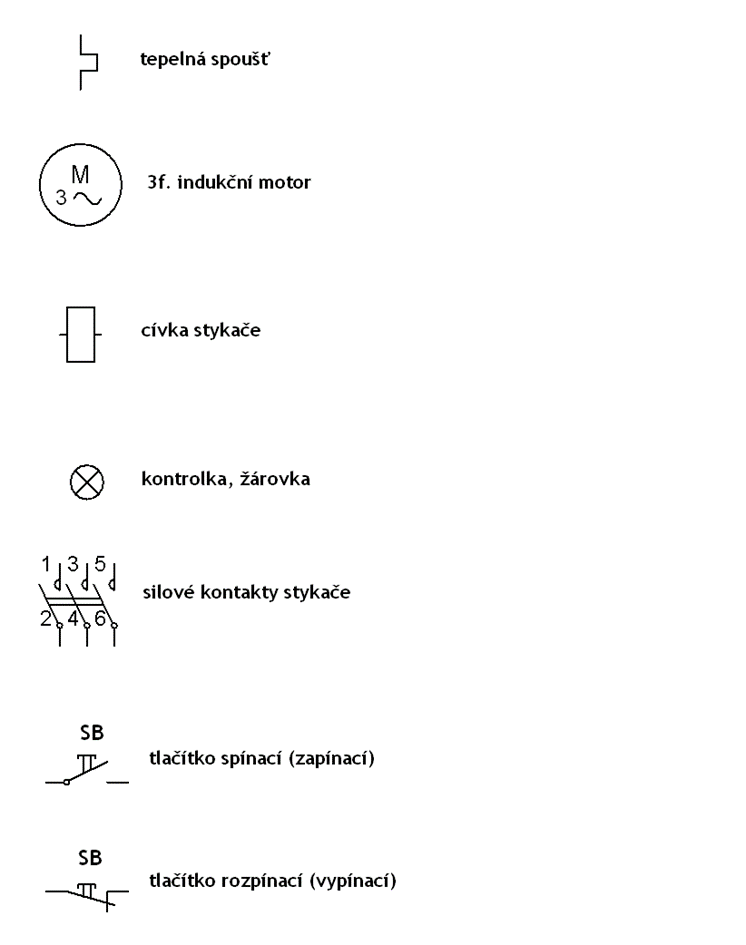 tepelná spoušť
M
3
3f. indukční motor
cívka stykače
kontrolka, žárovka
1 3 5
silové kontakty stykače
2 4 6
SB
tlačítko spínací (zapínací)
SB
tlačítko rozpínací (vypínací)